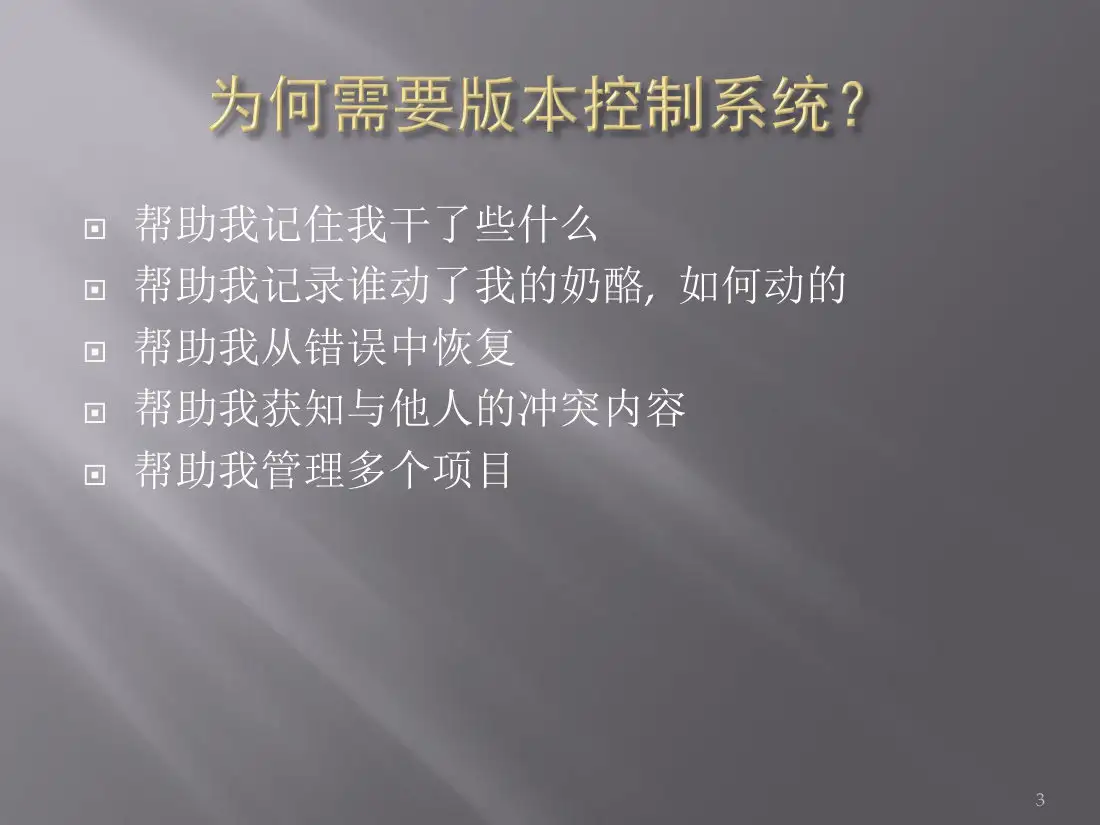 为何需要版本控制系统?
帮助我记住我干了些什么
帮助我记录谁动了我的奶酪, 如何动的
帮助我从错误中恢复
帮助我获知与他人的冲突内容
帮助我管理多个项目
3